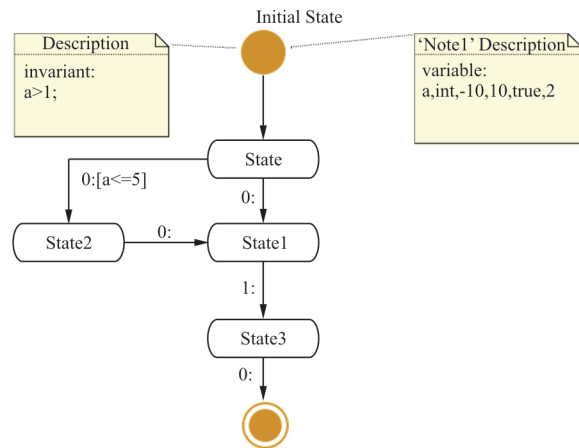 Initial State
Description
invariant:
a>1;
‘Note1’ Description
variable:
a,int,-10,10,true,2
State
0:[a<=5]
0:
State2
0:
State1
1:
State3
0: